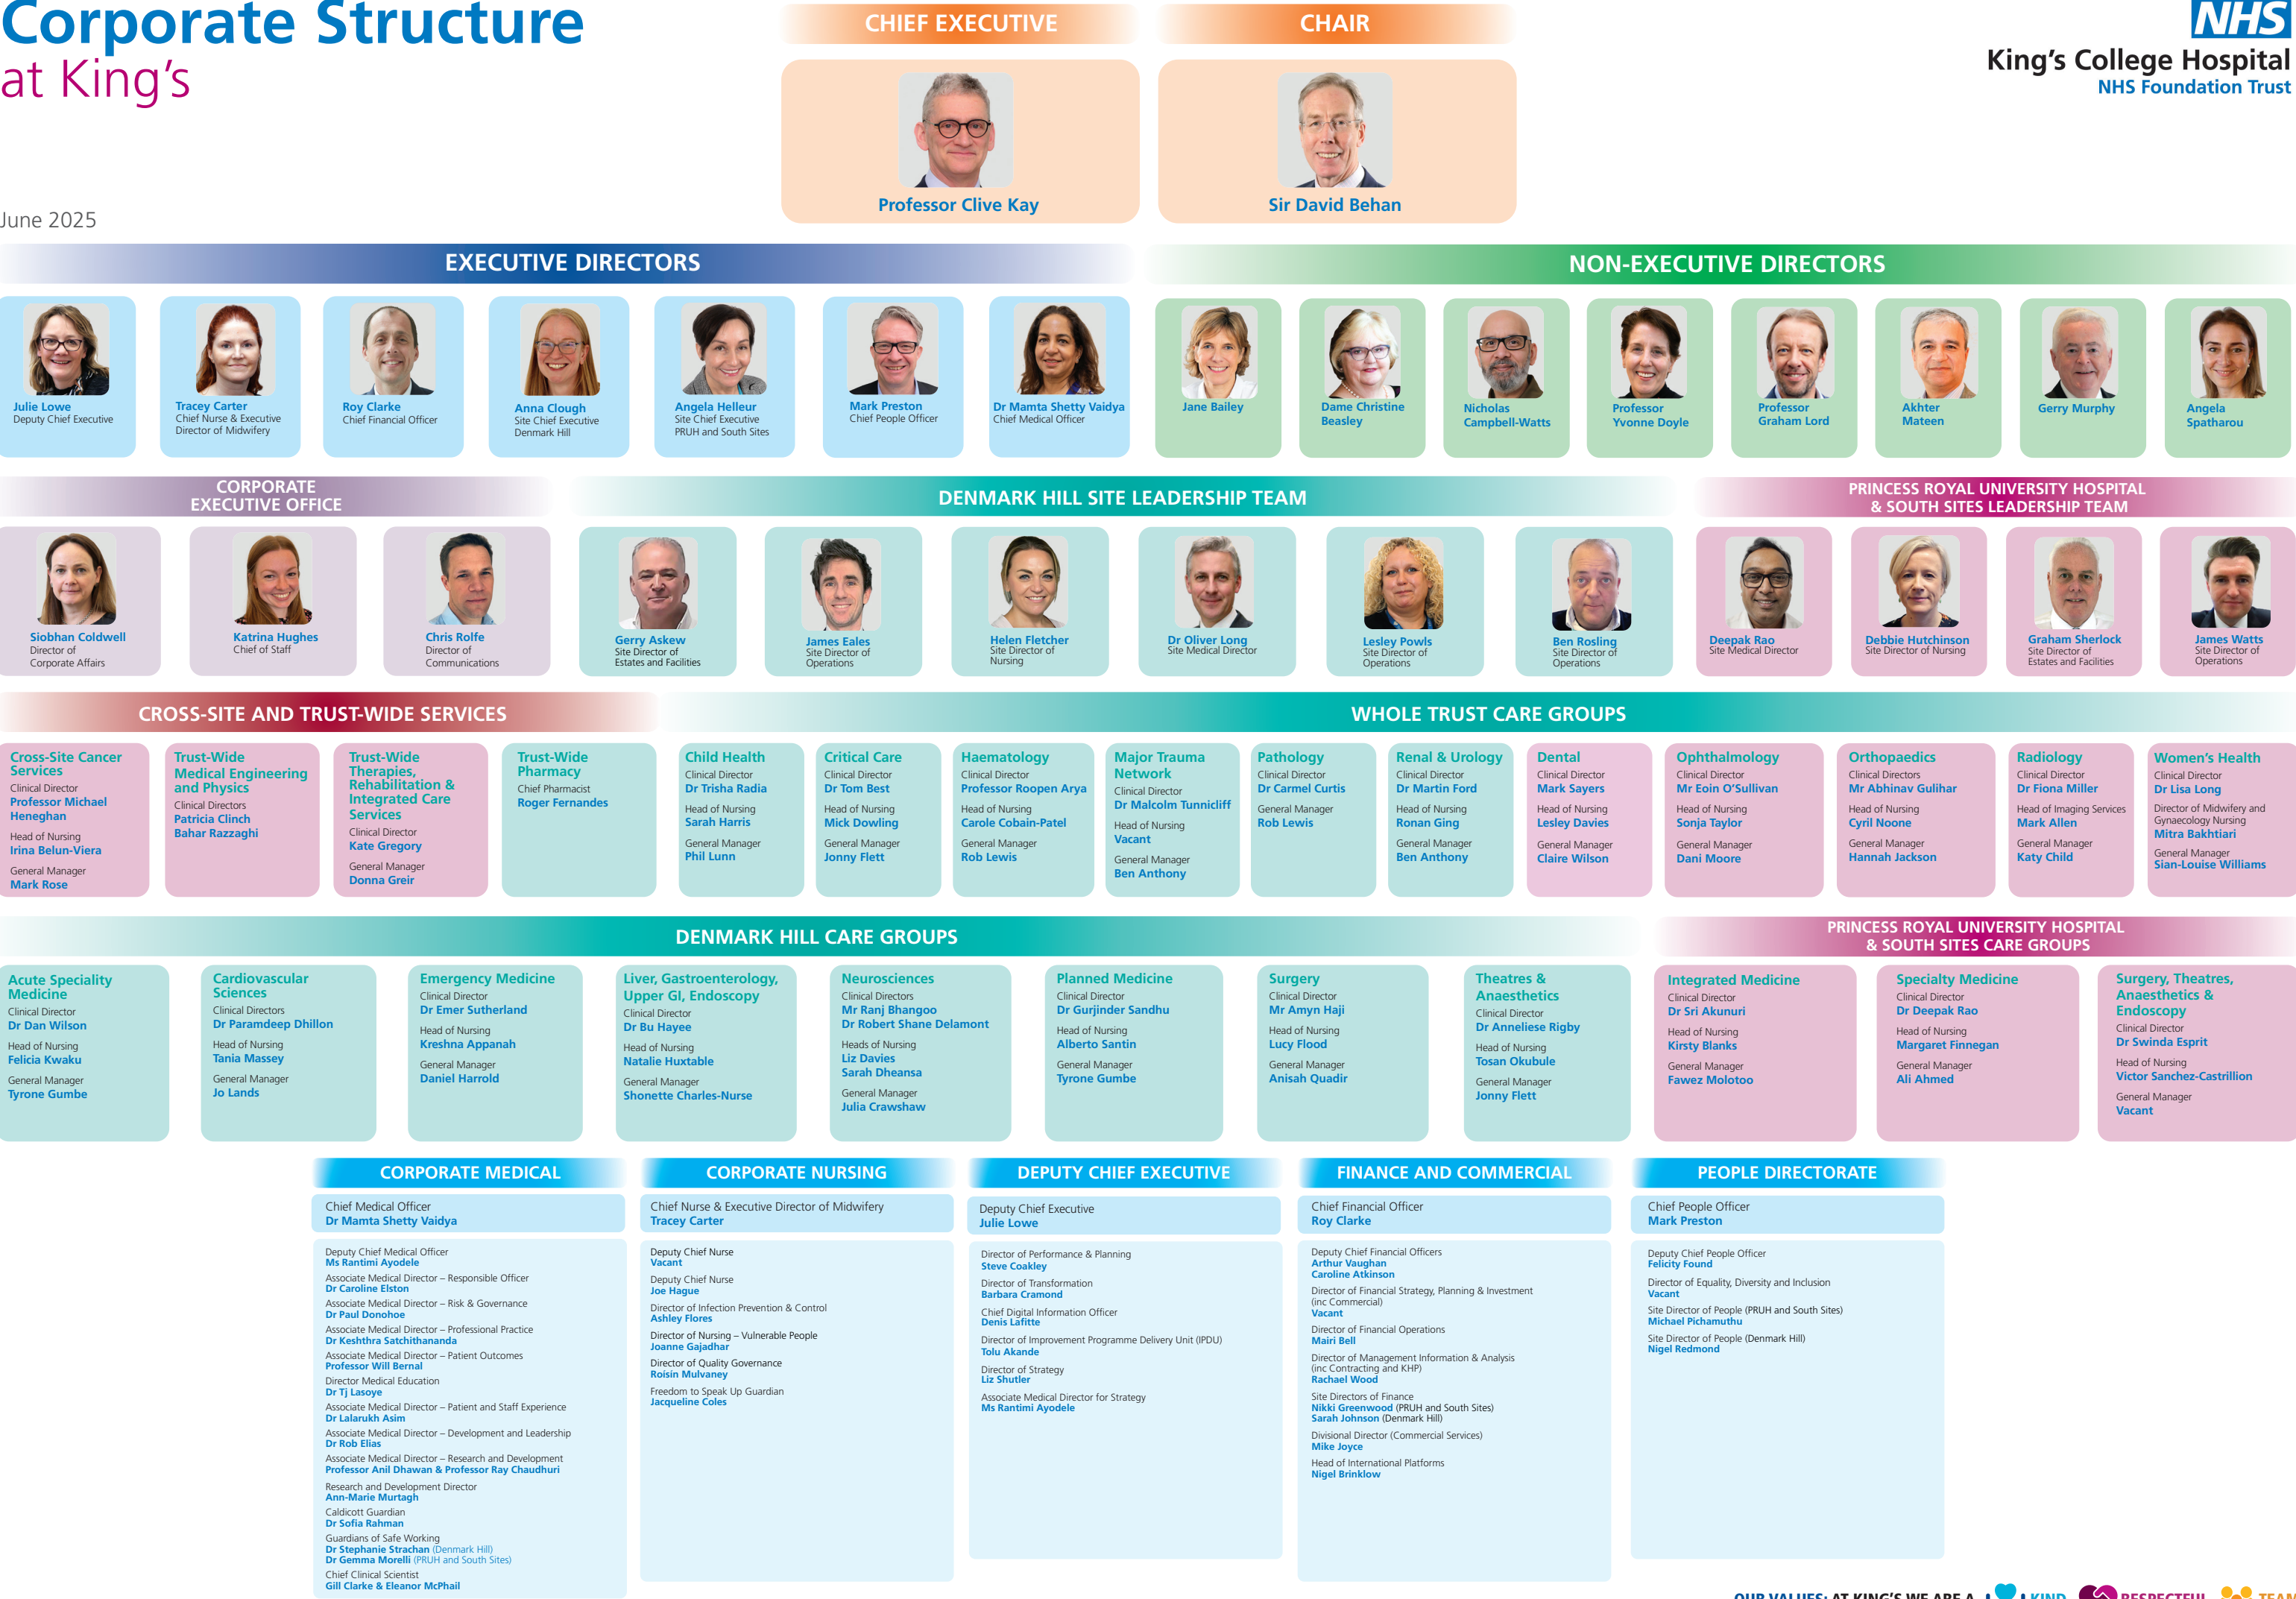 Corporate Structure
at King's
June 2025
CHIEF EXECUTIVE
Professor Clive Kay
CHAIR
Sir David Behan
NHS
King's College Hospital
NHS Foundation Trust
EXECUTIVE DIRECTORS
Julie Lowe
Deputy Chief Executive
Tracey Carter
Chief Nurse & Executive
Director of Midwifery
Roy Clarke
Chief Financial Officer
Anna Clough
Site Chief Executive
Denmark Hill
Angela Helleur
Site Chief Executive
PRUH and South Sites
Mark Preston
Chief People Officer
Dr Mamta Shetty Vaidya
Chief Medical Officer
NON-EXECUTIVE DIRECTORS
Jane Bailey
Dame Christine
Beasley
Nicholas
Campbell-Watts
Professor
Yvonne Doyle
Professor
Graham Lord
Akhter
Mateen
Gerry Murphy
Angela
Spatharou
CORPORATE
EXECUTIVE OFFICE
Siobhan Coldwell
Director of
Corporate Affairs
Katrina Hughes
Chief of Staff
Chris Rolfe
Director of
Communications
DENMARK HILL SITE LEADERSHIP TEAM
Gerry Askew
Site Director of
Estates and Facilities
James Eales
Site Director of
Operations
Helen Fletcher
Site Director of
Nursing
Dr Oliver Long
Site Medical Director
Lesley Powls
Site Director of
Operations
Ben Rosling
Site Director of
Operations
PRINCESS ROYAL UNIVERSITY HOSPITAL
& SOUTH SITES LEADERSHIP TEAM
Deepak Rao
Site Medical Director
Debbie Hutchinson
Site Director of Nursing
Graham Sherlock
Site Director of
Estates and Facilities
James Watts
Site Director of
Operations
CROSS-SITE AND TRUST-WIDE SERVICES
Cross-Site Cancer
Services
Clinical Director
Professor Michael
Heneghan
Head of Nursing
Irina Belun-Viera
General Manager
Mark Rose
Trust-Wide
Medical Engineering
and Physics
Clinical Directors
Patricia Clinch
Bahar Razzaghi
Trust-Wide
Therapies,
Rehabilitation &
Integrated Care
Services
Clinical Director
Kate Gregory
General Manager
Donna Greir
Trust-Wide
Pharmacy
Chief Pharmacist
Roger Fernandes
WHOLE TRUST CARE GROUPS
Child Health
Clinical Director
Dr Trisha Radia
Head of Nursing
Sarah Harris
General Manager
Phil Lunn
Critical Care
Clinical Director
Dr Tom Best
Head of Nursing
Mick Dowling
General Manager
Jonny Flett
Haematology
Clinical Director
Professor Roopen Arya
Head of Nursing
Carole Cobain-Patel
General Manager
Rob Lewis
Major Trauma
Network
Clinical Director
Dr Malcolm Tunnicliff
Head of Nursing
Vacant
General Manager
Ben Anthony
Pathology
Clinical Director
Dr Carmel Curtis
General Manager
Rob Lewis
Renal & Urology
Clinical Director
Dr Martin Ford
Head of Nursing
Ronan Ging
General Manager
Ben Anthony
Dental
Clinical Director
Mark Sayers
Head of Nursing
Lesley Davies
General Manager
Claire Wilson
Ophthalmology
Clinical Director
Mr Eoin O'Sullivan
Head of Nursing
Sonja Taylor
General Manager
Dani Moore
Orthopaedics
Clinical Directors
Mr Abhinav Gulihar
Head of Nursing
Cyril Noone
General Manager
Hannah Jackson
Radiology
Clinical Director
Dr Fiona Miller
Head of Imaging Services
Mark Allen
General Manager
Katy Child
Women's Health
Clinical Director
Dr Lisa Long
Director of Midwifery and
Gynaecology Nursing
Mitra Bakhtiari
General Manager
Sian-Louise Williams
DENMARK HILL CARE GROUPS
Acute Speciality
Medicine
Clinical Director
Dr Dan Wilson
Head of Nursing
Felicia Kwaku
General Manager
Tyrone Gumbe
Cardiovascular
Sciences
Clinical Directors
Dr Paramdeep Dhillon
Head of Nursing
Tania Massey
General Manager
Jo Lands
Emergency Medicine
Clinical Director
Dr Emer Sutherland
Head of Nursing
Kreshna Appanah
General Manager
Daniel Harrold
Liver, Gastroenterology,
Upper GI, Endoscopy
Clinical Director
Dr Bu Hayee
Head of Nursing
Natalie Huxtable
General Manager
Shonette Charles-Nurse
Neurosciences
Clinical Directors
Mr Ranj Bhangoo
Dr Robert Shane Delamont
Heads of Nursing
Liz Davies
Sarah Dheansa
General Manager
Julia Crawshaw
Planned Medicine
Clinical Director
Dr Gurjinder Sandhu
Head of Nursing
Alberto Santin
General Manager
Tyrone Gumbe
Surgery
Clinical Director
Mr Amyn Haji
Head of Nursing
Lucy Flood
General Manager
Anisah Quadir
Theatres &
Anaesthetics
Clinical Director
Dr Anneliese Rigby
Head of Nursing
Tosan Okubule
General Manager
Jonny Flett
PRINCESS ROYAL UNIVERSITY HOSPITAL
& SOUTH SITES CARE GROUPS
Integrated Medicine
Clinical Director
Dr Sri Akunuri
Head of Nursing
Kirsty Blanks
General Manager
Fawez Molotoo
Specialty Medicine
Clinical Director
Dr Deepak Rao
Head of Nursing
Margaret Finnegan
General Manager
Ali Ahmed
Surgery, Theatres,
Anaesthetics &
Endoscopy
Clinical Director
Dr Swinda Esprit
Head of Nursing
Victor Sanchez-Castrillion
General Manager
Vacant
CORPORATE MEDICAL
Chief Medical Officer
Dr Mamta Shetty Vaidya
Deputy Chief Medical Officer
Ms Rantimi Ayodele
Associate Medical Director – Responsible Officer
Dr Caroline Elston
Associate Medical Director – Risk & Governance
Dr Paul Donohoe
Associate Medical Director – Professional Practice
Dr Keshthra Satchithananda
Associate Medical Director – Patient Outcomes
Professor Will Bernal
Director Medical Education
Dr Tj Lasoye
Associate Medical Director – Patient and Staff Experience
Dr Lalarukh Asim
Associate Medical Director – Development and Leadership
Dr Rob Elias
Associate Medical Director – Research and Development
Professor Anil Dhawan & Professor Ray Chaudhuri
Research and Development Director
Ann-Marie Murtagh
Caldicott Guardian
Dr Sofia Rahman
Guardians of Safe Working
Dr Stephanie Strachan (Denmark Hill)
Dr Gemma Morelli (PRUH and South Sites)
Chief Clinical Scientist
Gill Clarke & Eleanor McPhail
CORPORATE NURSING
Chief Nurse & Executive Director of Midwifery
Tracey Carter
Deputy Chief Nurse
Vacant
Deputy Chief Nurse
Joe Hague
Director of Infection Prevention & Control
Ashley Flores
Director of Nursing – Vulnerable People
Joanne Gajadhar
Director of Quality Governance
Roisin Mulvaney
Freedom to Speak Up Guardian
Jacqueline Coles
DEPUTY CHIEF EXECUTIVE
Deputy Chief Executive
Julie Lowe
Director of Performance & Planning
Steve Coakley
Director of Transformation
Barbara Cramond
Chief Digital Information Officer
Denis Lafitte
Director of Improvement Programme Delivery Unit (IPDU)
Tolu Akande
Director of Strategy
Liz Shutler
Associate Medical Director for Strategy
Ms Rantimi Ayodele
FINANCE AND COMMERCIAL
Chief Financial Officer
Roy Clarke
Deputy Chief Financial Officers
Arthur Vaughan
Caroline Atkinson
Director of Financial Strategy, Planning & Investment
(inc Commercial)
Vacant
Director of Financial Operations
Mairi Bell
Director of Management Information & Analysis
(inc Contracting and KHP)
Rachael Wood
Site Directors of Finance
Nikki Greenwood (PRUH and South Sites)
Sarah Johnson (Denmark Hill)
Divisional Director (Commercial Services)
Mike Joyce
Head of International Platforms
Nigel Brinklow
PEOPLE DIRECTORATE
Chief People Officer
Mark Preston
Deputy Chief People Officer
Felicity Found
Director of Equality, Diversity and Inclusion
Vacant
Site Director of People (PRUH and South Sites)
Michael Pichamuthu
Site Director of People (Denmark Hill)
Nigel Redmond
OUR VALUES: AT KING'S WE ARE A KIND RESPECTFUL TEAM